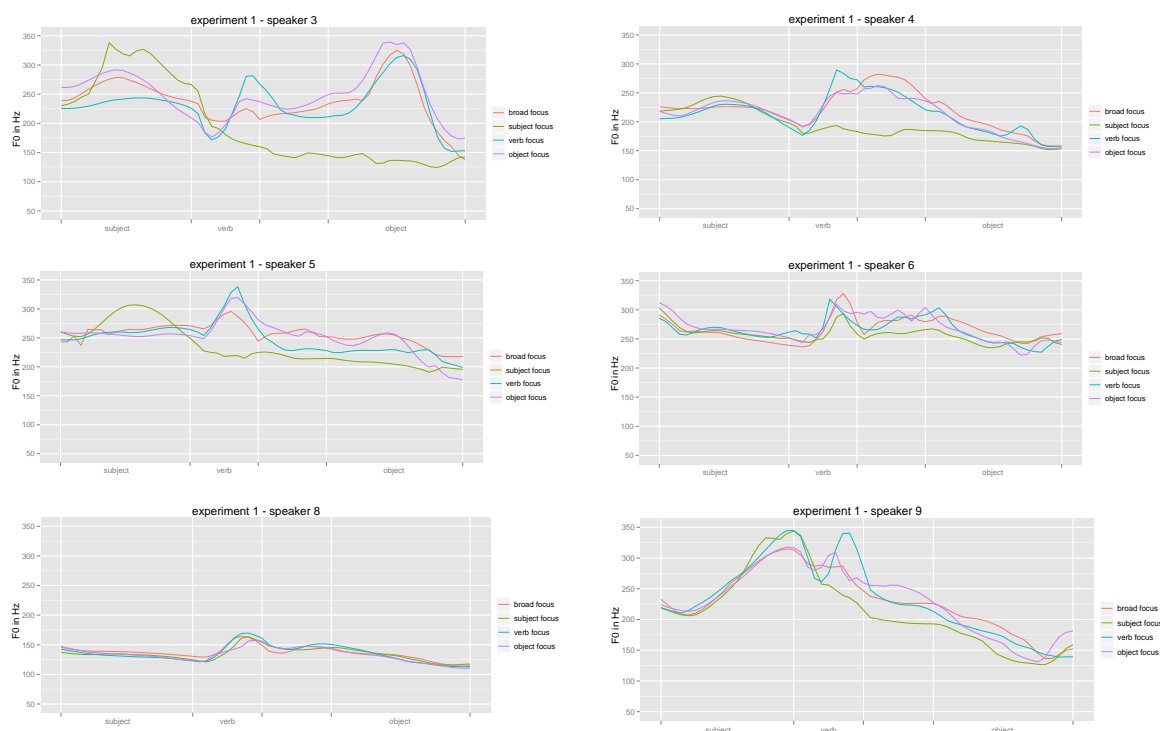 experiment 1 - speaker 3
350
300
250
200
150
100
50
F0 in Hz
subject verb object
broad focus
subject focus
verb focus
object focus
experiment 1 - speaker 4
350
300
250
200
150
100
50
F0 in Hz
subject verb object
broad focus
subject focus
verb focus
object focus
experiment 1 - speaker 5
350
300
250
200
150
100
50
F0 in Hz
subject verb object
broad focus
subject focus
verb focus
object focus
experiment 1 - speaker 6
350
300
250
200
150
100
50
F0 in Hz
subject verb object
broad focus
subject focus
verb focus
object focus
experiment 1 - speaker 8
350
300
250
200
150
100
50
F0 in Hz
subject verb object
broad focus
subject focus
verb focus
object focus
experiment 1 - speaker 9
350
300
250
200
150
100
50
F0 in Hz
subject verb object
broad focus
subject focus
verb focus
object focus